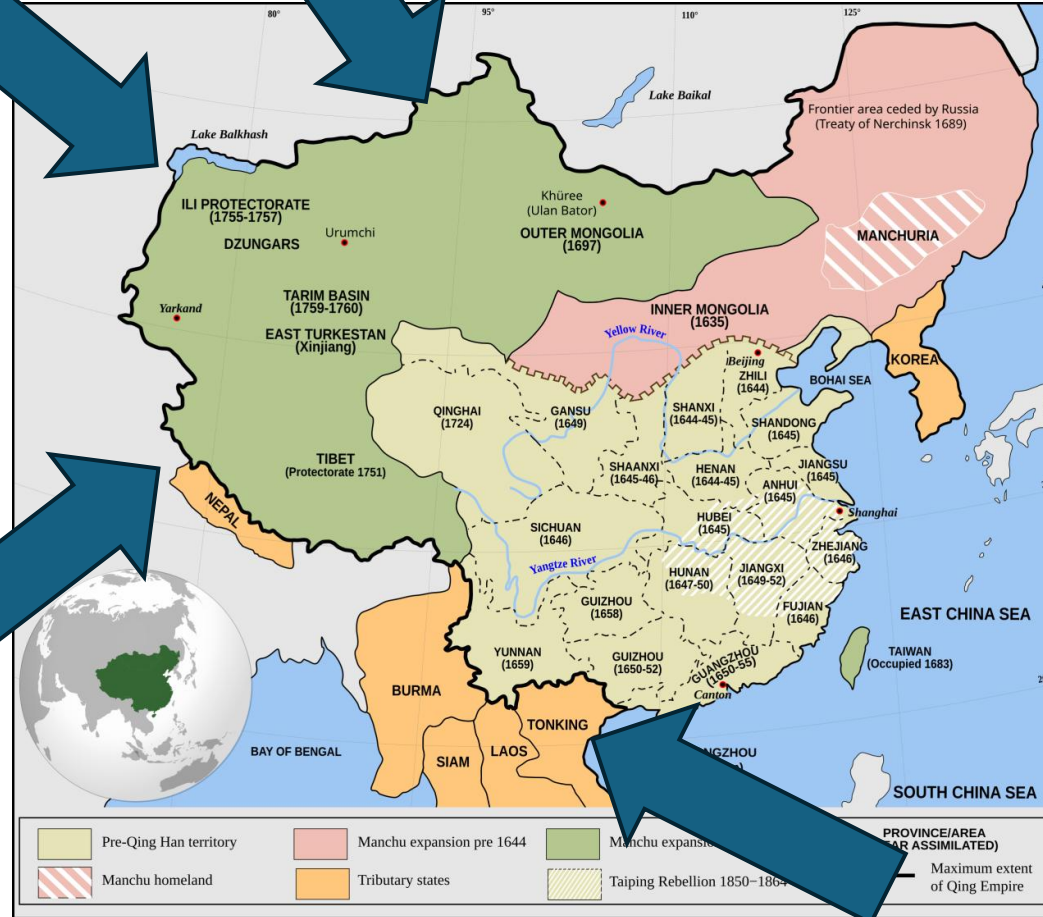 80°
95°
110°
125°
Lake Baikal
Frontier area ceded by Russia
(Treaty of Nerchinsk 1689)
Lake Balkhash
ILI PROTECTORATE
(1755-1757)
DZUNGARS
Urumchi
Khüree
(Ulan Bator)
OUTER MONGOLIA
(1697)
MANCHURIA
TARIM BASIN
(1759-1760)
Yarkand
EAST TURKESTAN
(Xinjiang)
INNER MONGOLIA
(1635)
Yellow River
Beijing
ZHILI
(1644)
KOREA
BOHAI SEA
QINGHAI
(1724)
GANSU
(1649)
SHANXI
(1644-45)
SHANDONG
(1645)
TIBET
(Protectorate 1751)
SHAANXI
(1645-46)
HENAN
(1644-45)
JIANGSU
(1645)
ANHUI
(1645)
NEPAL
SICHUAN
(1646)
HUBEI
(1645)
Shanghai
ZHEJIANG
(1646)
Yangtze River
HUNAN
(1647-50)
JIANGXI
(1649-52)
GUIZHOU
(1658)
FUJIAN
(1646)
EAST CHINA SEA
YUNNAN
(1659)
GUIZHOU
(1650-52)
GUANGZHOU
(1650-55)
Canton
TAIWAN
(Occupied 1683)
BURMA
TONKING
LAOS
SIAM
BAY OF BENGAL
NGZHOU
SOUTH CHINA SEA
Pre-Qing Han territory
Manchu expansion pre 1644
Manchu expansi
PROVINCE/AREA
AR ASSIMILATED)
Manchu homeland
Tributary states
Taiping Rebellion 1850−1864
Maximum extent
of Qing Empire